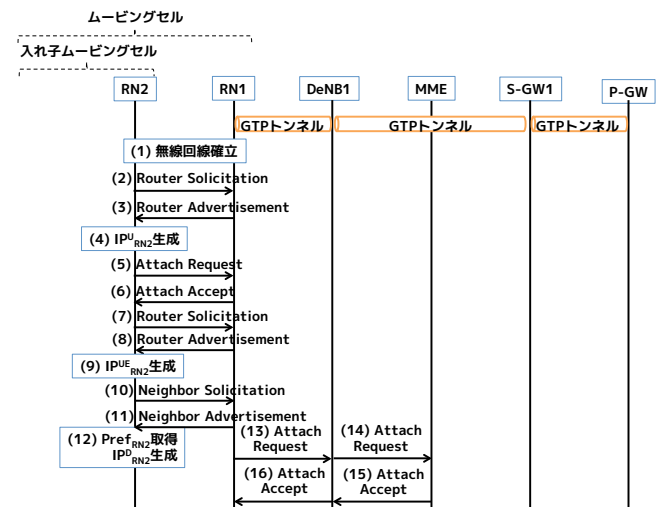 ムービングセル
入れ子ムービングセル
RN2
RN1
DeNB1
MME
S-GW1
P-GW
GTPトンネル
GTPトンネル
GTPトンネル
(1) 無線回線確立
(2) Router Solicitation
(3) Router Advertisement
(4) IPᵁRN2生成
(5) Attach Request
(6) Attach Accept
(7) Router Solicitation
(8) Router Advertisement
(9) IPᵁᴱRN2生成
(10) Neighbor Solicitation
(11) Neighbor Advertisement
(12) PrefRN2取得
IPᴰRN2生成
(13) Attach
Request
(14) Attach
Request
(16) Attach
Accept
(15) Attach
Accept